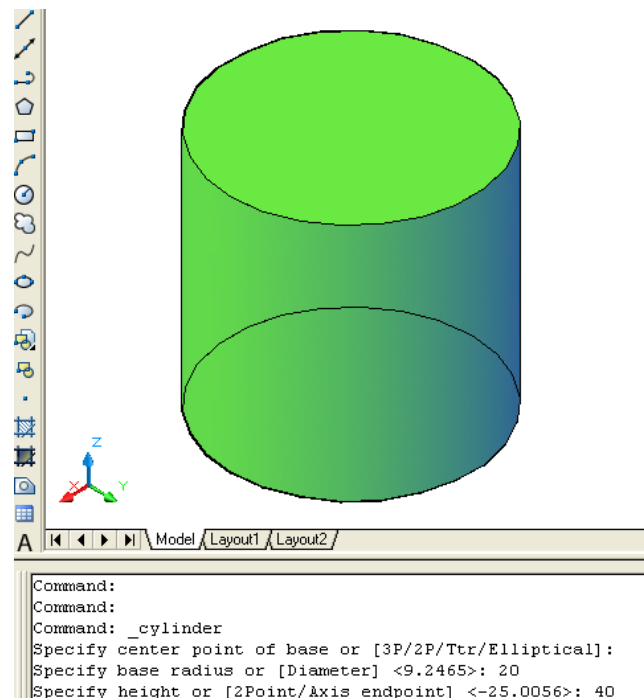 Z
X
Y
A
Model Layout1 Layout2
Command:
Command:
Command: _cylinder
Specify center point of base or [3P/2P/Ttr/Elliptical]:
Specify base radius or [Diameter] <9.2465>: 20
Specify height or [2Point/Axis endpoint] <-25.0056>: 40